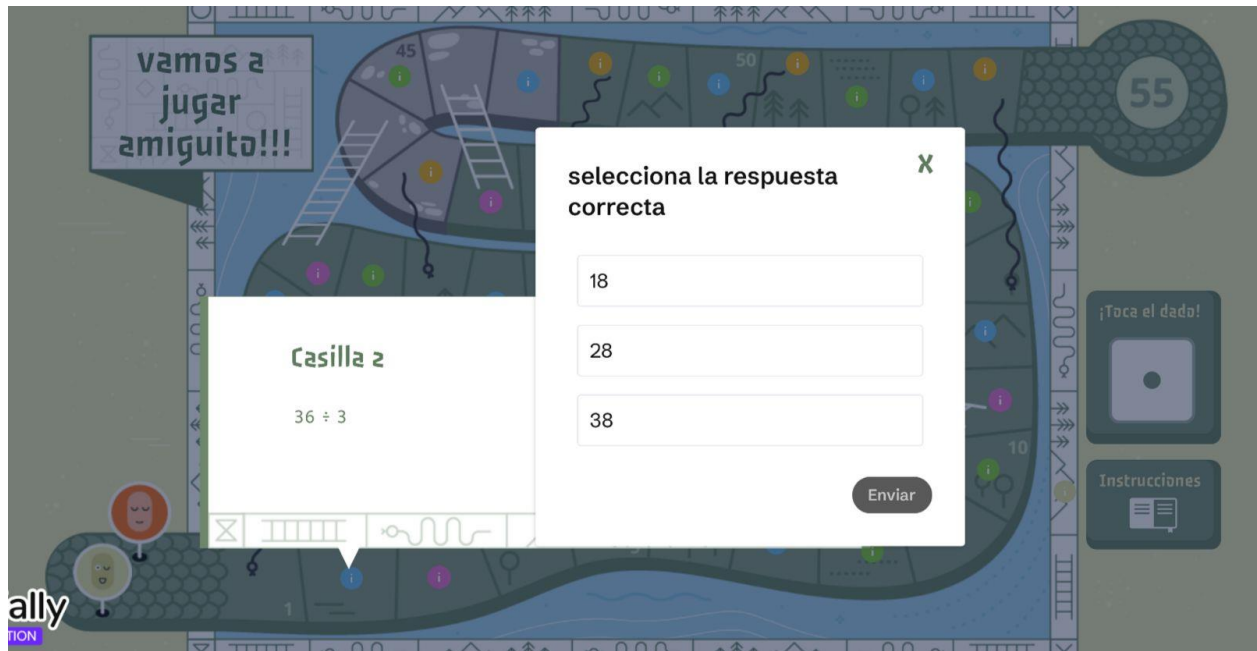 vamos a
jugar
amiguito!!!
45
50
55
selecciona la respuesta
correcta
X
18
28
38
Enviar
Casilla 2
36 ÷ 3
¡Toca el dado!
10
Instrucciones
1
ally
TION